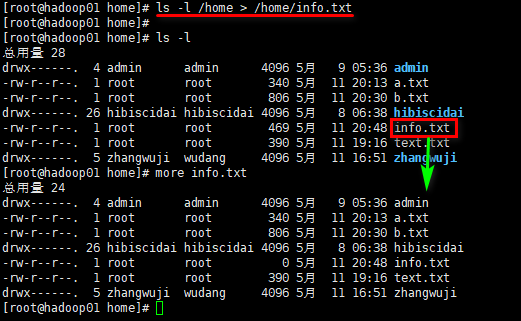 [root@hadoop01 home]# ls -l /home > /home/info.txt
[root@hadoop01 home]# ls -l
总用量 28
drwx------.  4 admin      admin      4096 5月   9 05:36 admin
-rw-r--r--.  1 root       root        340 5月  11 20:13 a.txt
-rw-r--r--.  1 root       root        806 5月  11 20:30 b.txt
drwx------. 26 hibiscidai hibiscidai 4096 5月   8 06:38 hibiscidai
-rw-r--r--.  1 root       root        469 5月  11 20:48 info.txt
-rw-r--r--.  1 root       root        390 5月  11 19:16 text.txt
drwx------.  5 zhangwuji  wudang     4096 5月  11 16:51 zhangwuji
[root@hadoop01 home]# more info.txt
总用量 24
drwx------.  4 admin      admin      4096 5月   9 05:36 admin
-rw-r--r--.  1 root       root        340 5月  11 20:13 a.txt
-rw-r--r--.  1 root       root        806 5月  11 20:30 b.txt
drwx------. 26 hibiscidai hibiscidai 4096 5月   8 06:38 hibiscidai
-rw-r--r--.  1 root       root          0 5月  11 20:48 info.txt
-rw-r--r--.  1 root       root        390 5月  11 19:16 text.txt
drwx------.  5 zhangwuji  wudang     4096 5月  11 16:51 zhangwuji
[root@hadoop01 home]#